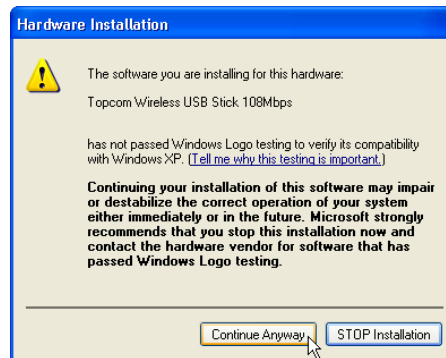 Hardware Installation
The software you are installing for this hardware:
Topcom Wireless USB Stick 108Mbps
has not passed Windows Logo testing to verify its compatibility
with Windows XP. (Tell me why this testing is important.)
Continuing your installation of this software may impair
or destabilize the correct operation of your system
either immediately or in the future. Microsoft strongly
recommends that you stop this installation now and
contact the hardware vendor for software that has
passed Windows Logo testing.
Continue Anyway
STOP Installation